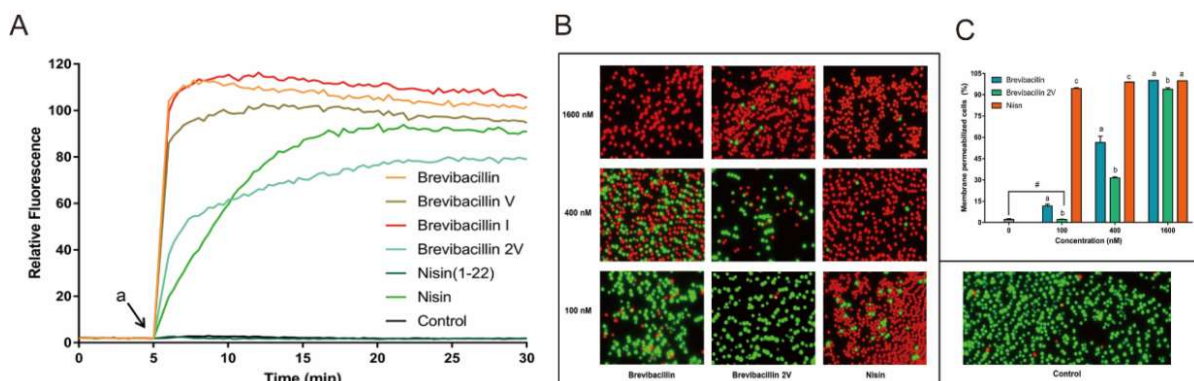 A
Relative Fluorescence
120
100
80
60
40
20
0
a
Brevibacillin
Brevibacillin V
Brevibacillin I
Brevibacillin 2V
Nisin(1-22)
Nisin
Control
0
5
10
15
20
25
30
Time (min)
B
1600 nM
400 nM
100 nM
Brevibacillin
Brevibacillin 2V
Nisin
C
Membrane permeabilized cells (%)
105
90
75
60
45
30
15
0
Brevibacillin
Brevibacillin 2V
Nisin
#
a
b
c
a
b
c
a
b
a
0
100
400
1600
Concentration (nM)
Control